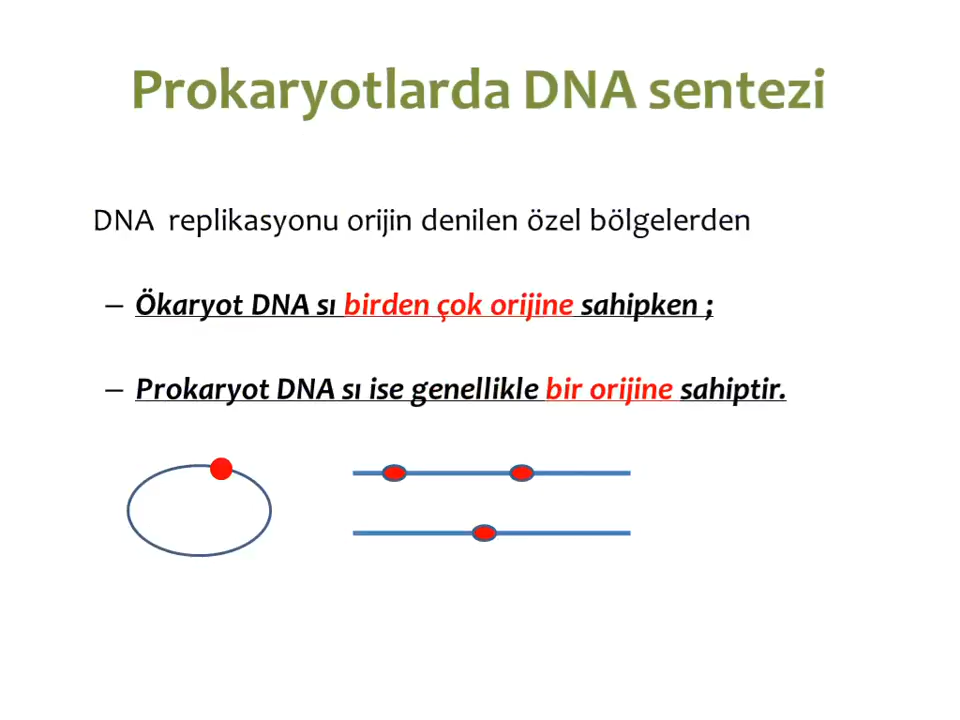 Prokaryotlarda DNA sentezi
DNA replikasyonu orijin denilen özel bölgelerden
– Ökaryot DNA sı birden çok orijine sahipken ;
– Prokaryot DNA sı ise genellikle bir orijine sahiptir.